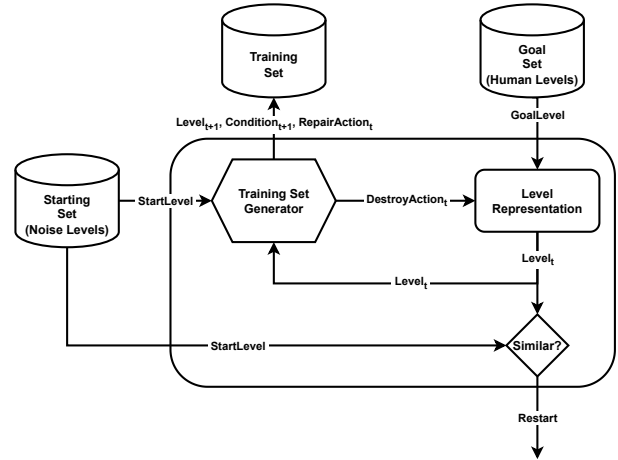 Training
Set
Goal
Set
(Human Levels)
Level_{t+1}, Condition_{t+1}, RepairAction_t
GoalLevel
Starting
Set
(Noise Levels)
StartLevel
Training Set
Generator
DestroyAction_t
Level
Representation
Level_t
Level_t
StartLevel
Similar?
Restart